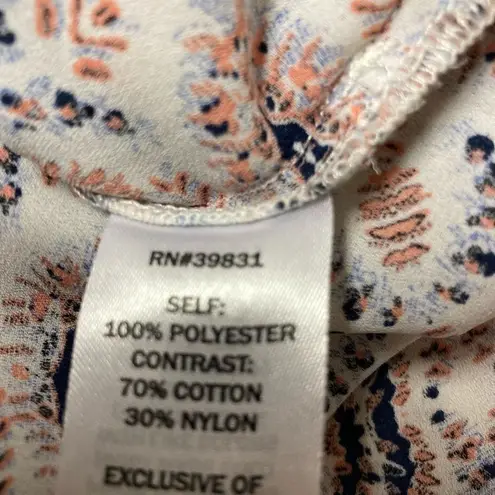 RN#39831
SELF:
100% POLYESTER
CONTRAST:
70% COTTON
30% NYLON
EXCLUSIVE OF